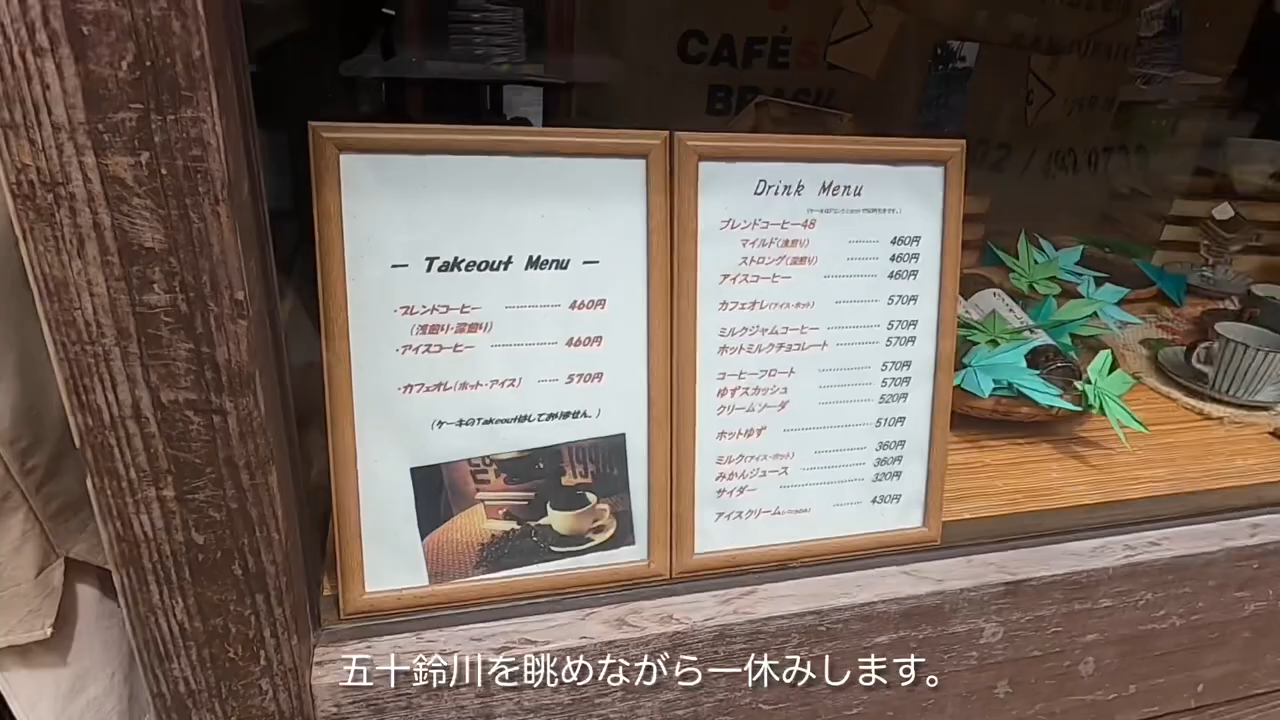 CAFÉS
BRASIL
— Takeout Menu —
・ブレンドコーヒー ……………… 460円
(浅煎り・深煎り)
・アイスコーヒー ……………… 460円
・カフェオレ(ホット・アイス) …… 570円
(ケーキのTakeoutはしておりません。)
Drink Menu
ブレンドコーヒー48
マイルド(浅煎り) ……… 460円
ストロング(深煎り) ……… 460円
アイスコーヒー ……………… 460円
カフェオレ(アイス・ホット) ……… 570円
ミルクジャムコーヒー ……………… 570円
ホットミルクチョコレート ……… 570円
コーヒーフロート ……………… 570円
ゆずスカッシュ ……………… 570円
クリームソーダ ……………… 520円
ホットゆず ……………… 510円
ミルク(アイス・ホット) ……………… 360円
みかんジュース ……………… 360円
サイダー ……………… 320円
アイスクリーム ……… 430円
五十鈴川を眺めながら一休みします。